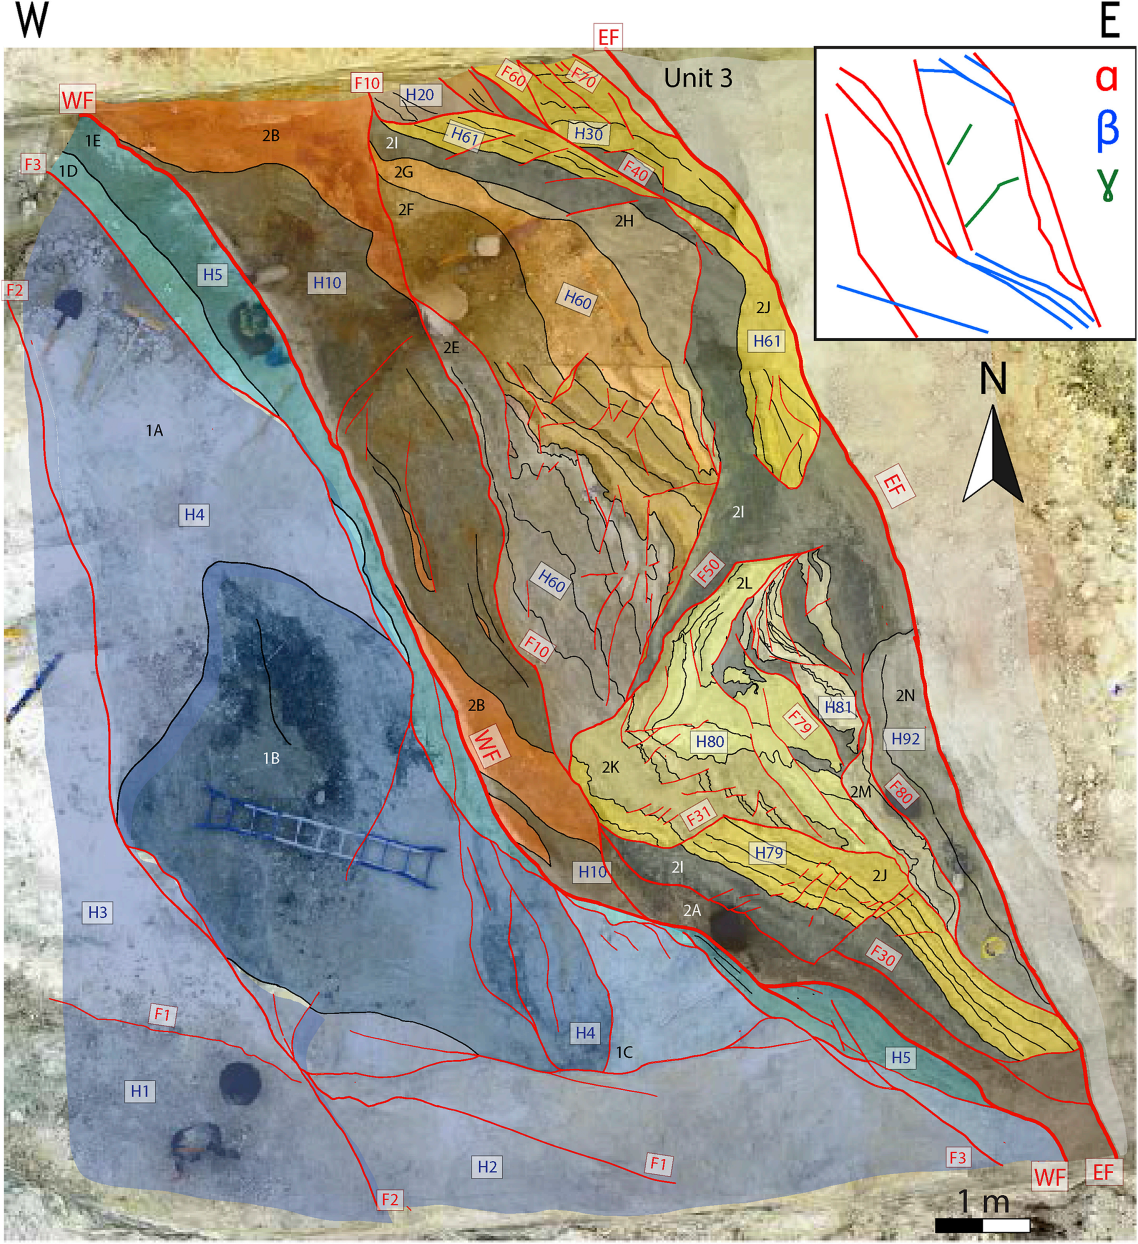 W
E
EF
F10
F60
F70
Unit 3
α
β
Ɣ
WF
H20
2B
H61
H30
1E
2I
F3
1D
2G
F40
2F
2H
H5
H10
F2
H60
2J
2E
H61
N
1A
EF
H4
2I
F50
H60
2L
F10
2N
2B
H81
WF
F79
H80
H92
1B
2K
2M
F80
F31
H79
H10
2I
2J
H3
2A
F30
F1
H4
1C
H5
H1
H2
F1
F3
WF
EF
F2
1 m